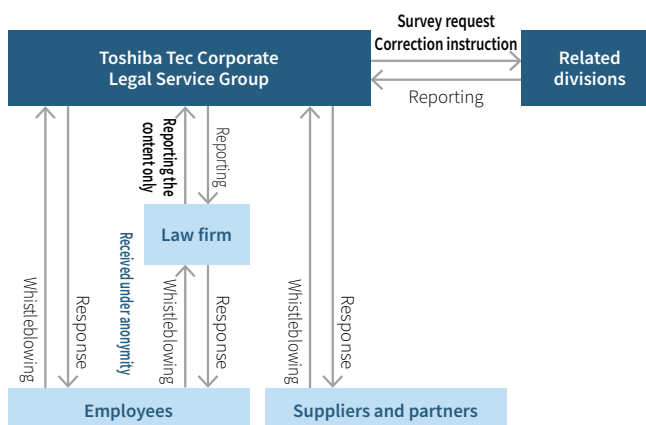 Survey request
Correction instruction
Toshiba Tec Corporate
Legal Service Group
Related
divisions
Reporting
Reporting the
content only
Reporting
Law firm
Received under anonymity
Whistleblowing
Response
Whistleblowing
Response
Whistleblowing
Response
Employees
Suppliers and partners